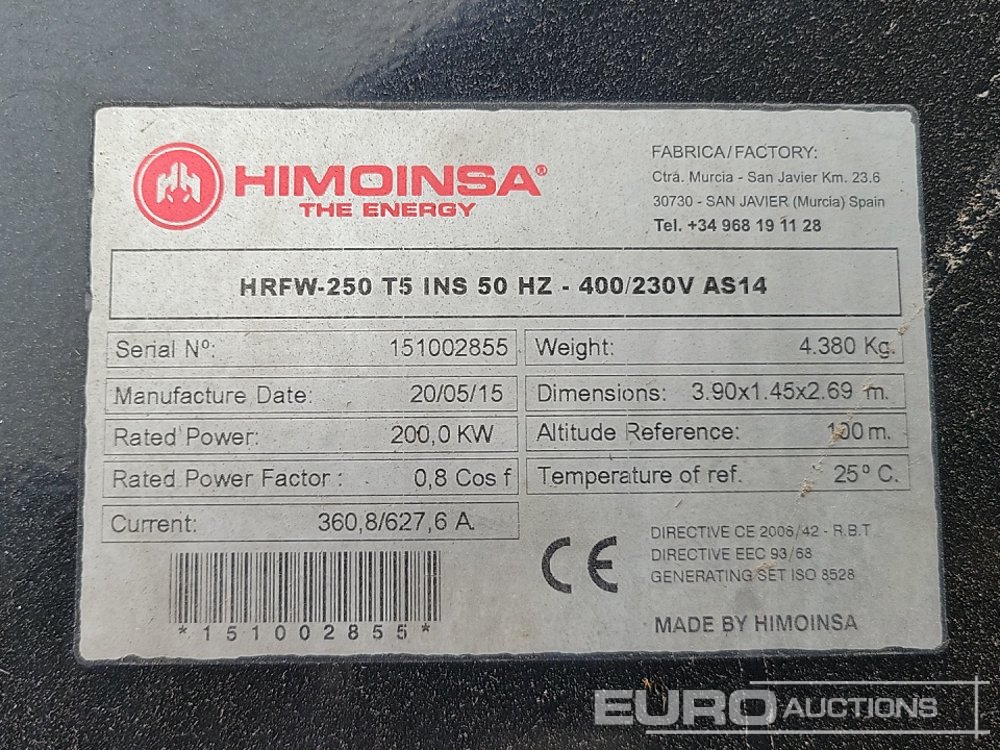 HIMOINSA®
THE ENERGY
FABRICA/FACTORY:
Ctrá. Murcia - San Javier Km. 23.6
30730 - SAN JAVIER (Murcia) Spain
Tel. +34 968 19 11 28
HRFW-250 T5 INS 50 HZ - 400/230V AS14
Serial Nº: 151002855
Weight: 4.380 Kg.
Manufacture Date: 20/05/15
Dimensions: 3.90x1.45x2.69 m.
Rated Power: 200,0 KW
Altitude Reference: 100 m.
Rated Power Factor : 0,8 Cos f
Temperature of ref. 25º C.
Current: 360,8/627,6 A.
DIRECTIVE CE 2006/42 - R.B.T
DIRECTIVE EEC 93/68
GENERATING SET ISO 8528
CE
*151002855*
MADE BY HIMOINSA
EURO AUCTIONS